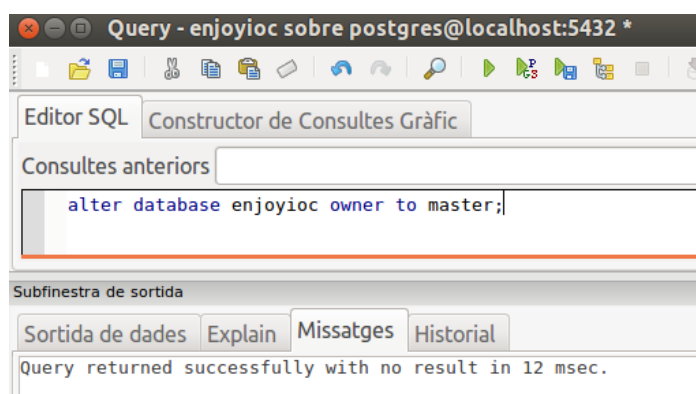 Query - enjoyioc sobre postgres@localhost:5432 *
Editor SQL Constructor de Consultes Gràfic
Consultes anteriors
alter database enjoyioc owner to master;
Subfinestra de sortida
Sortida de dades Explain Missatges Historial
Query returned successfully with no result in 12 msec.